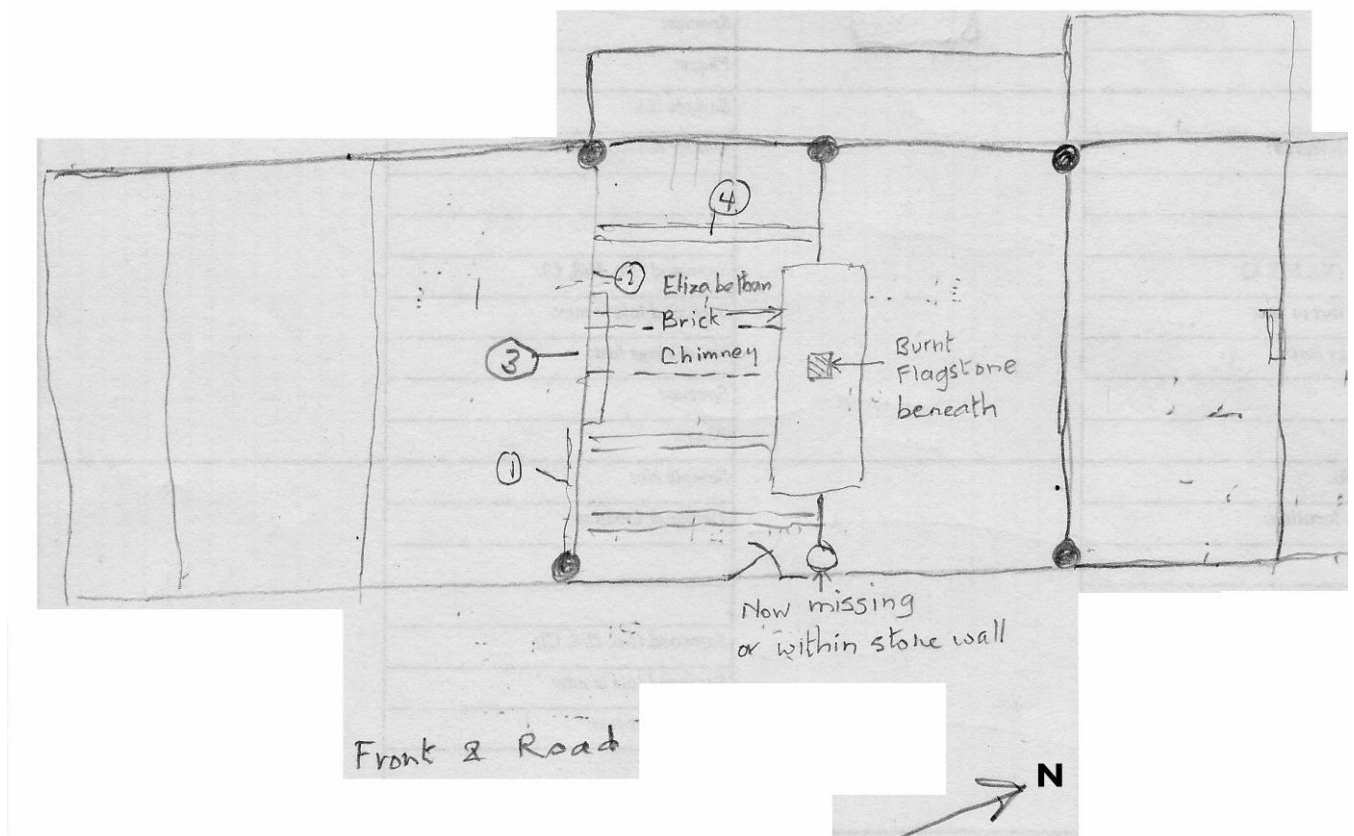 4
2
Elizabethan
Brick
Chimney
3
Burnt
Flagstone
beneath
1
Now missing
or within stone wall
Front & Road
N